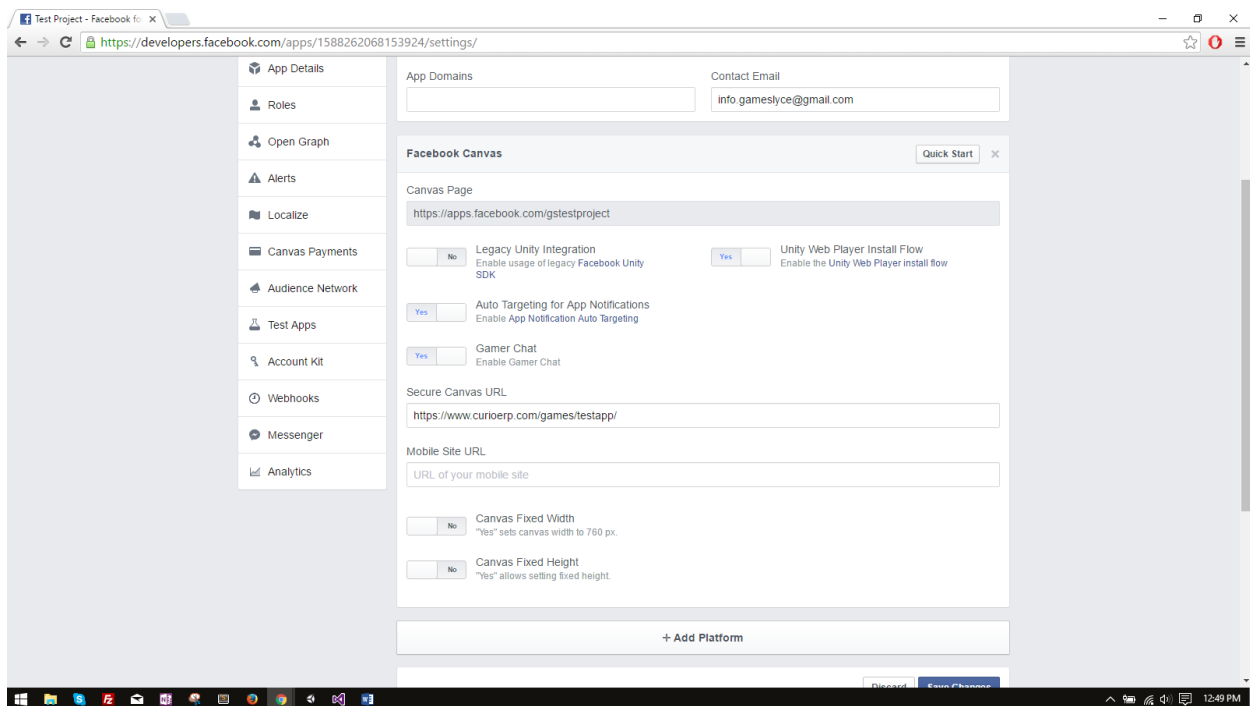 Test Project - Facebook fo
https://developers.facebook.com/apps/1588262068153924/settings/
App Details
Roles
Open Graph
Alerts
Localize
Canvas Payments
Audience Network
Test Apps
Account Kit
Webhooks
Messenger
Analytics
App Domains
Contact Email
info.gameslyce@gmail.com
Facebook Canvas
Quick Start
Canvas Page
https://apps.facebook.com/gstestproject
No
Legacy Unity Integration
Enable usage of legacy Facebook Unity
SDK
Yes
Unity Web Player Install Flow
Enable the Unity Web Player install flow
Yes
Auto Targeting for App Notifications
Enable App Notification Auto Targeting
Yes
Gamer Chat
Enable Gamer Chat
Secure Canvas URL
https://www.curioerp.com/games/testapp/
Mobile Site URL
URL of your mobile site
No
Canvas Fixed Width
"Yes" sets canvas width to 760 px.
No
Canvas Fixed Height
"Yes" allows setting fixed height.
+ Add Platform
Discard
Save Changes
12:49 PM